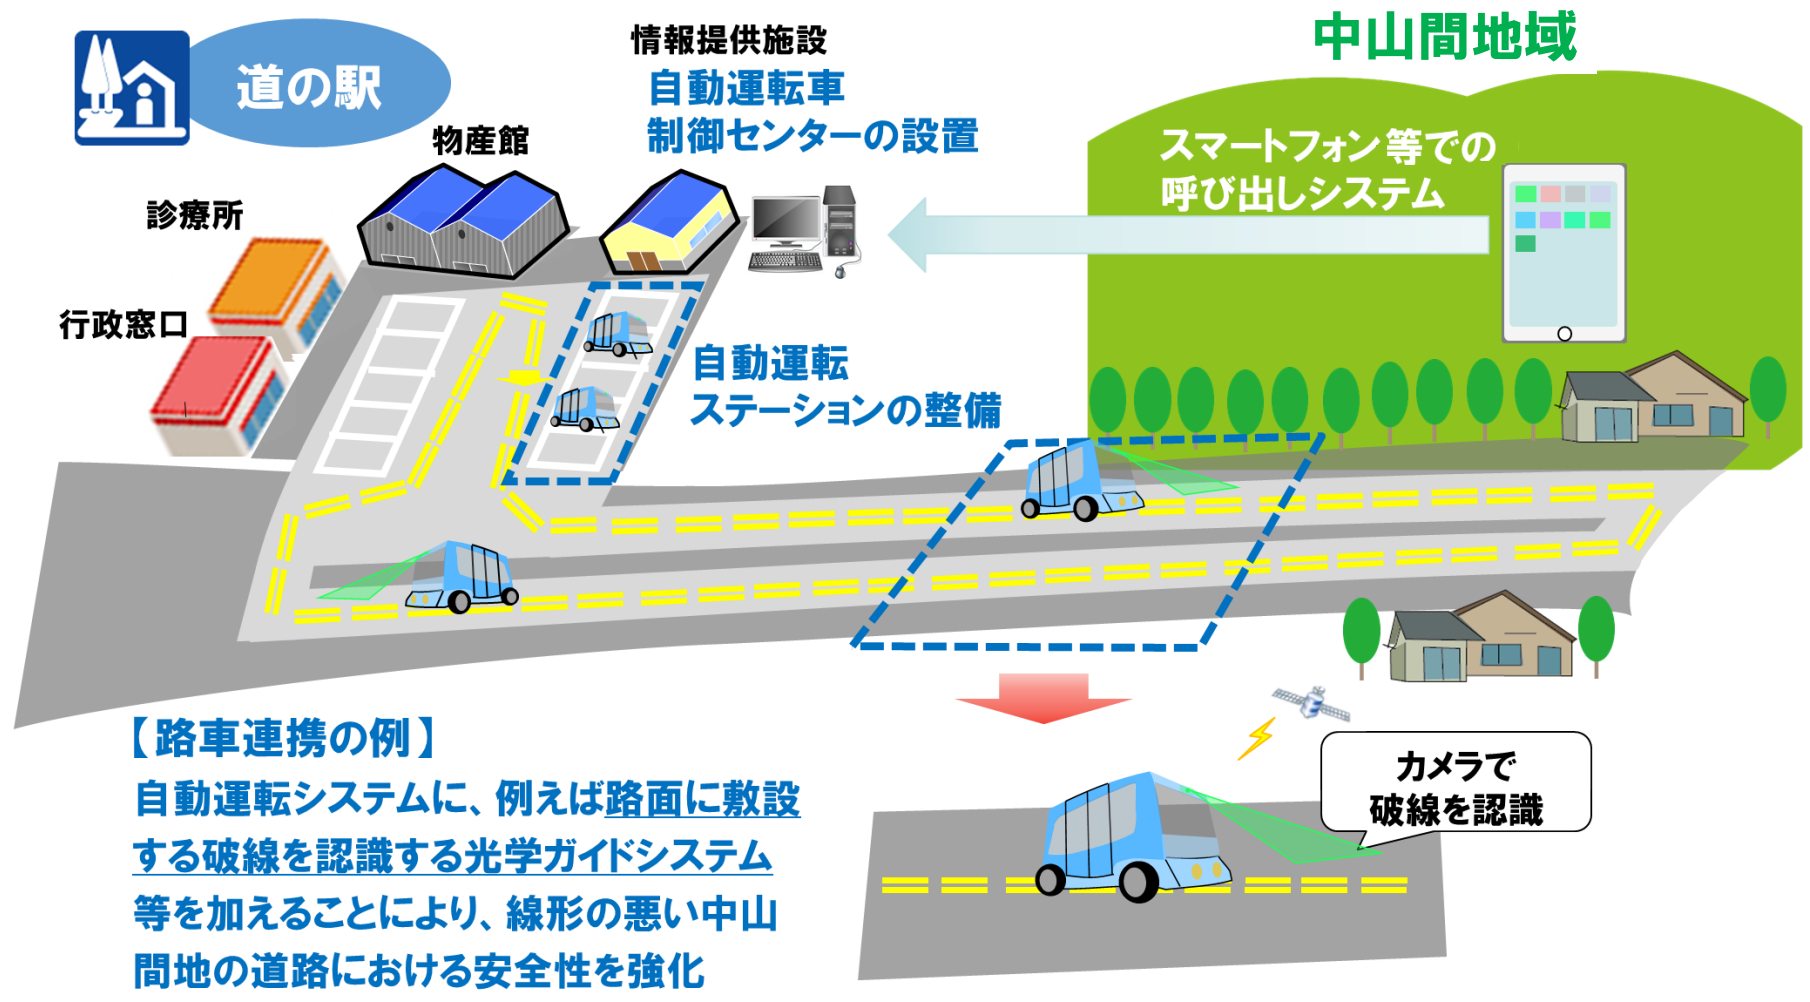 道の駅
情報提供施設
自動運転車
制御センターの設置
中山間地域
物産館
スマートフォン等での
呼び出しシステム
診療所
行政窓口
自動運転
ステーションの整備
【路車連携の例】
自動運転システムに、例えば路面に敷設
する破線を認識する光学ガイドシステム
等を加えることにより、線形の悪い中山
間地の道路における安全性を強化
カメラで
破線を認識